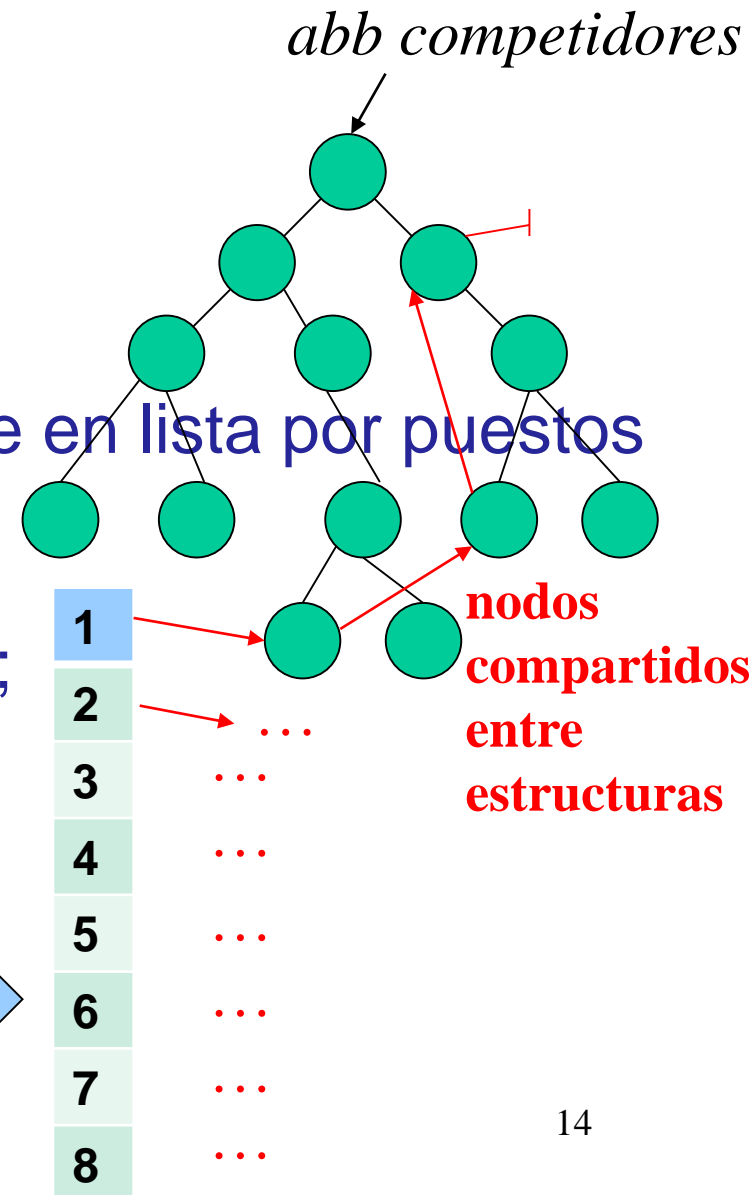 abb competidores
e en lista por puestos
nodos
compartidos
entre
estructuras
;
1
2 ...
3 ...
4 ...
5 ...
6 ...
7 ...
8 ...
14